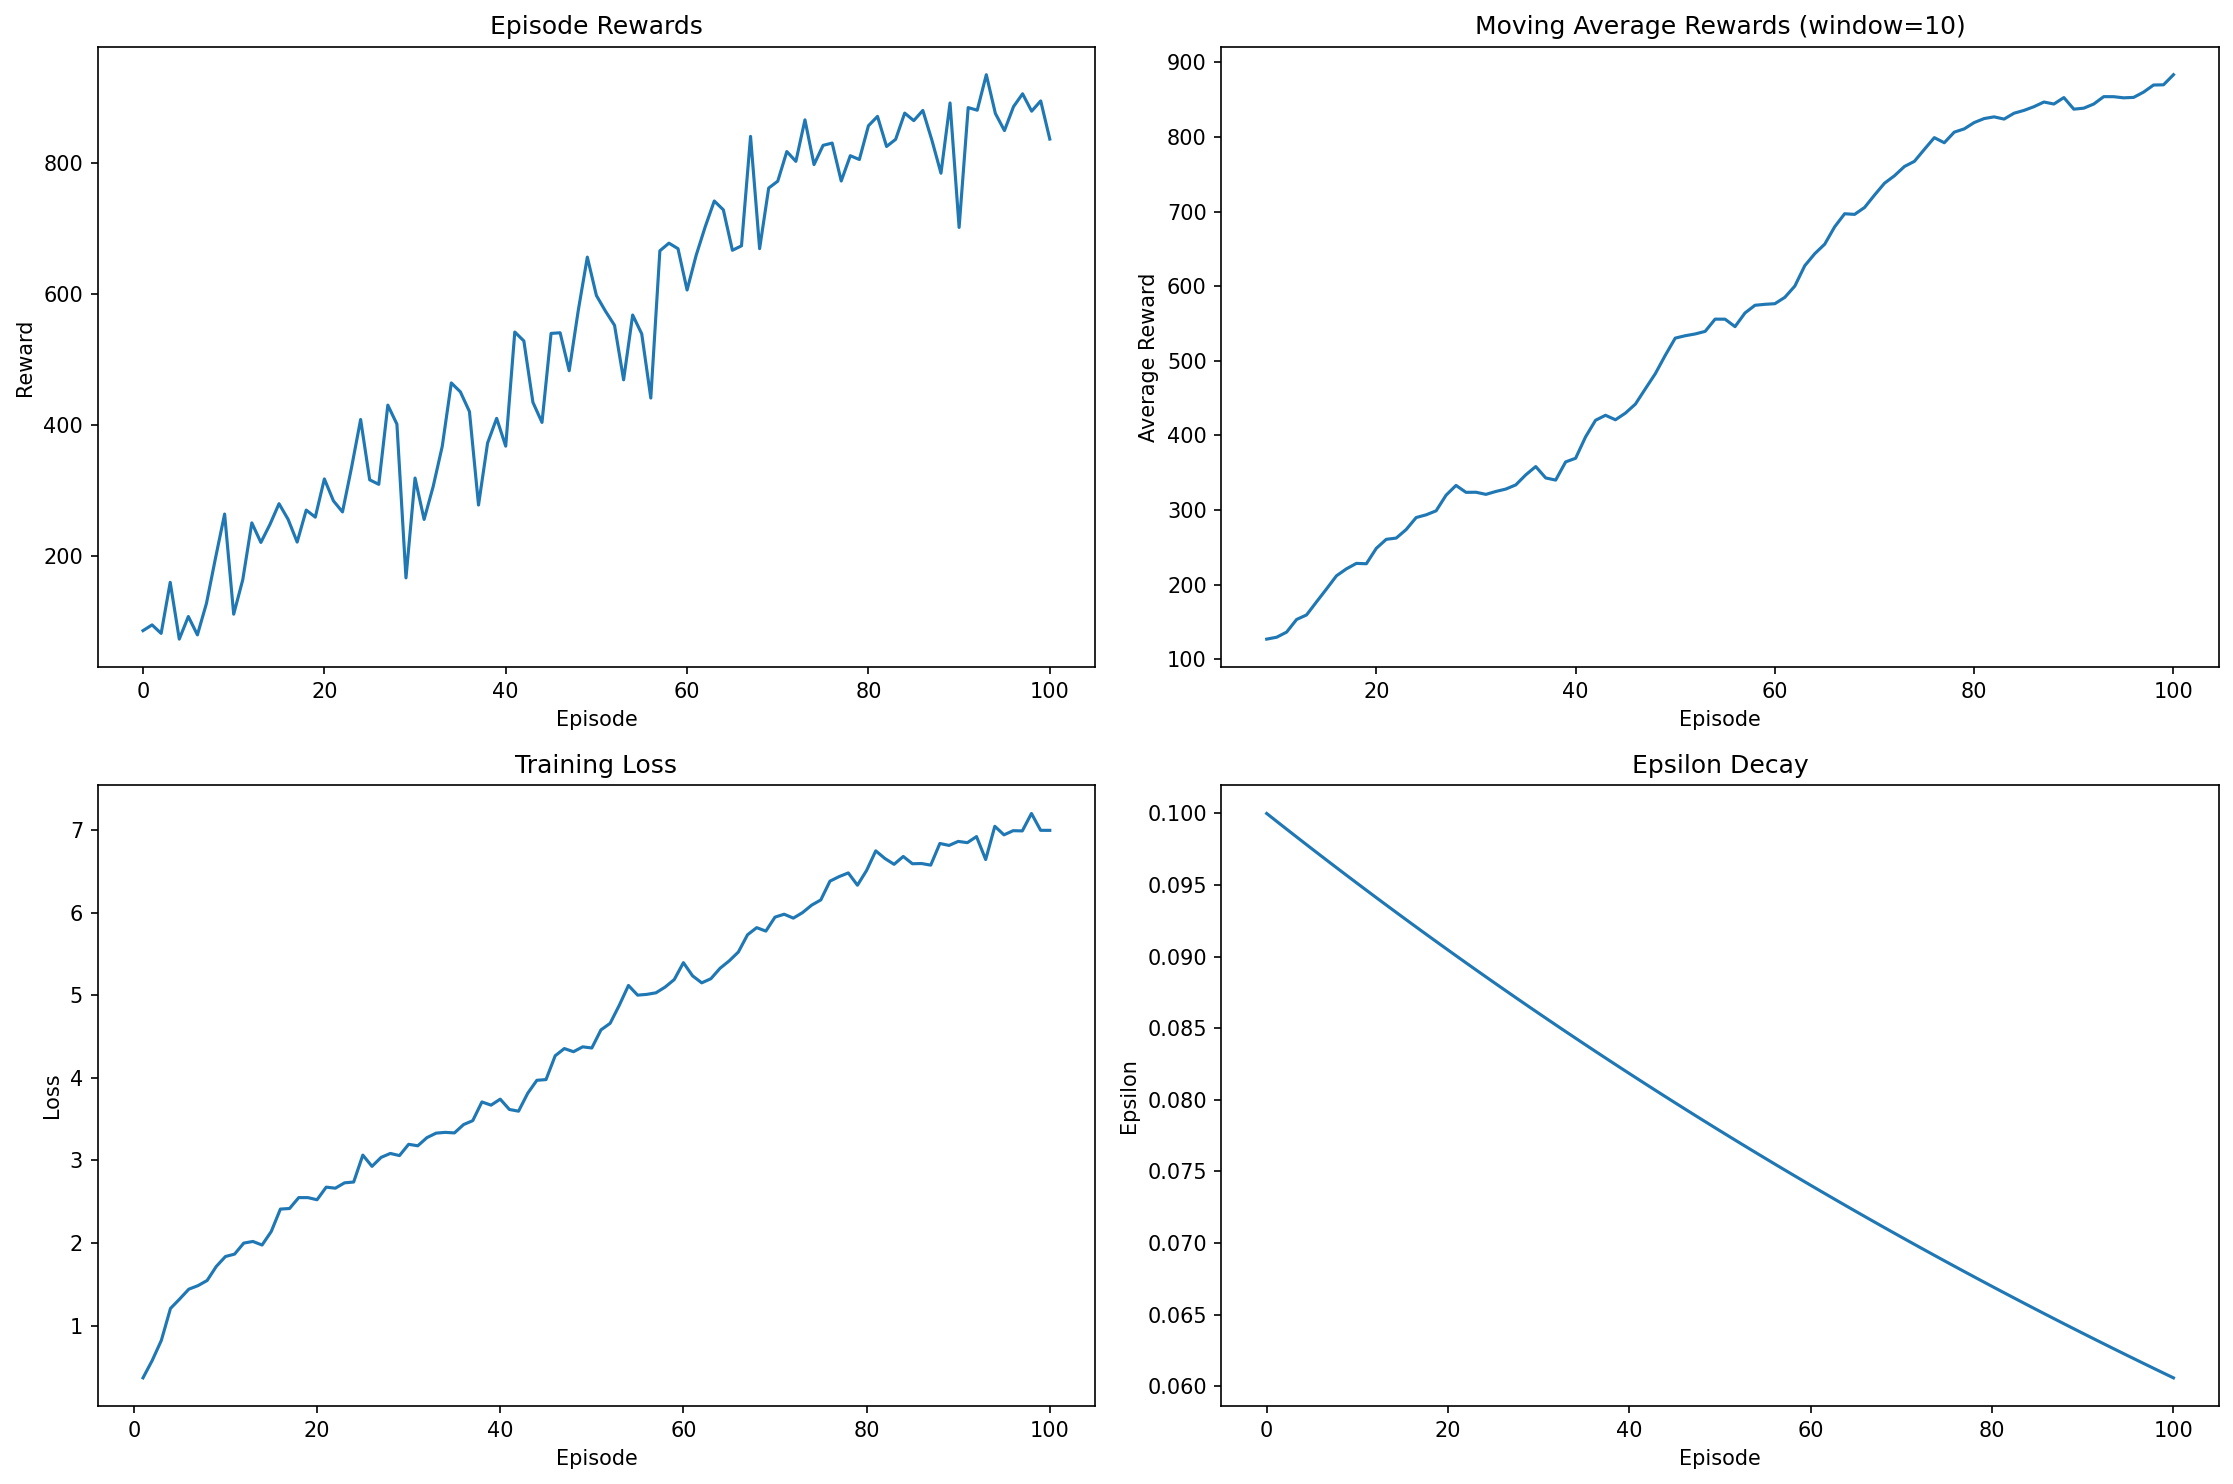 Episode Rewards
Reward
800
600
400
200
0 20 40 60 80 100
Episode
Moving Average Rewards (window=10)
Average Reward
900
800
700
600
500
400
300
200
100
20 40 60 80 100
Episode
Training Loss
Loss
7
6
5
4
3
2
1
0 20 40 60 80 100
Episode
Epsilon Decay
Epsilon
0.100
0.095
0.090
0.085
0.080
0.075
0.070
0.065
0.060
0 20 40 60 80 100
Episode